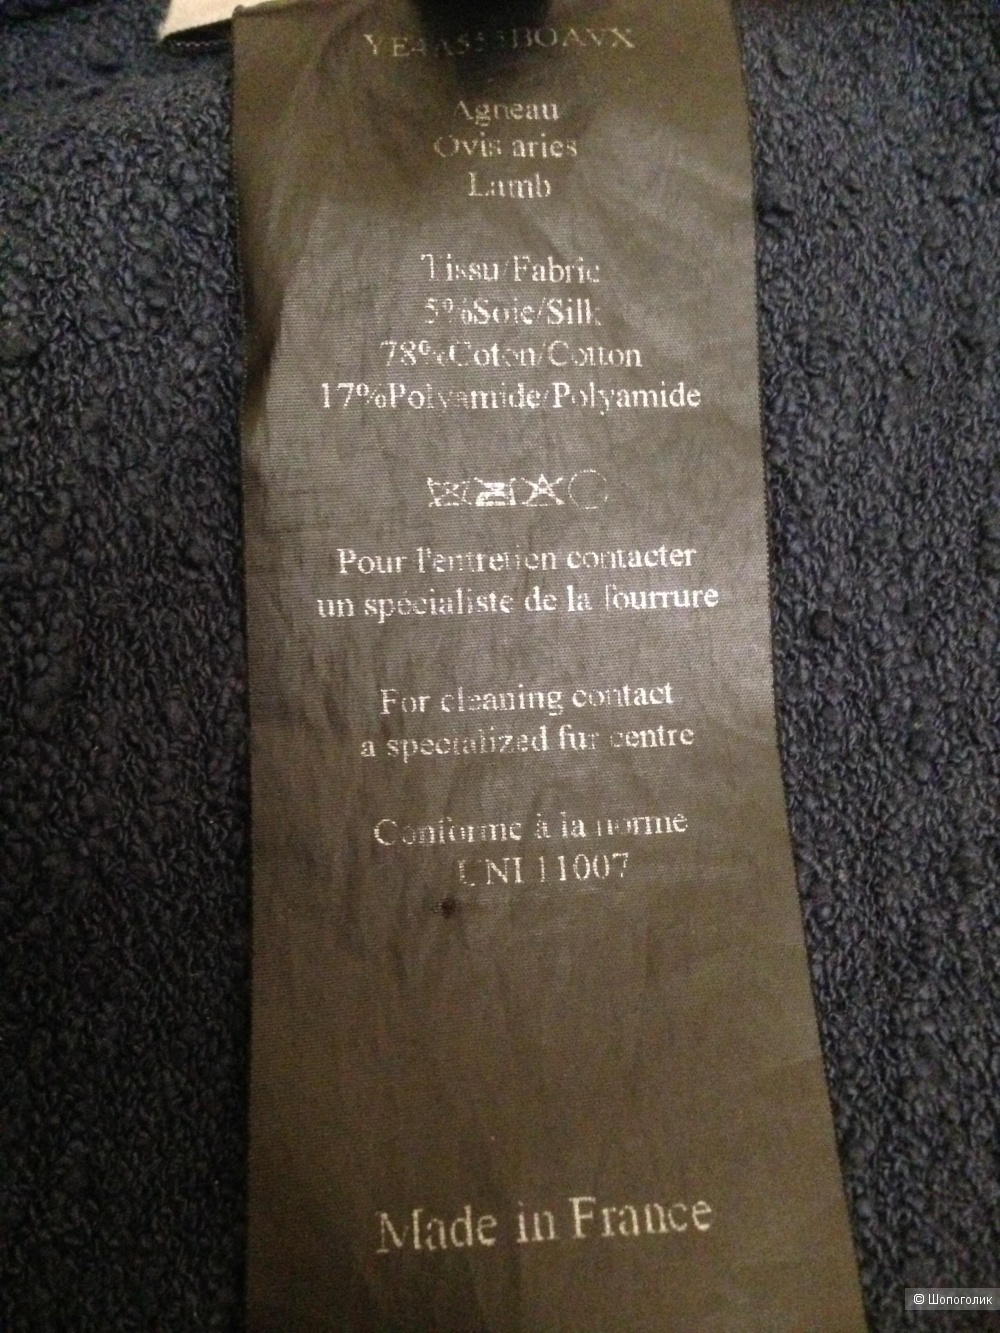 Agneau
Ovis aries
Lamb
Tissu/Fabric
5%Soie/Silk
78%Coton/Cotton
17%Polyamide/Polyamide
Pour l'entretien contacter
un spécialiste de la fourrure
For cleaning contact
a specialized fur centre
Conforme à la norme
UNI 11007
Made in France
© Шопоголик